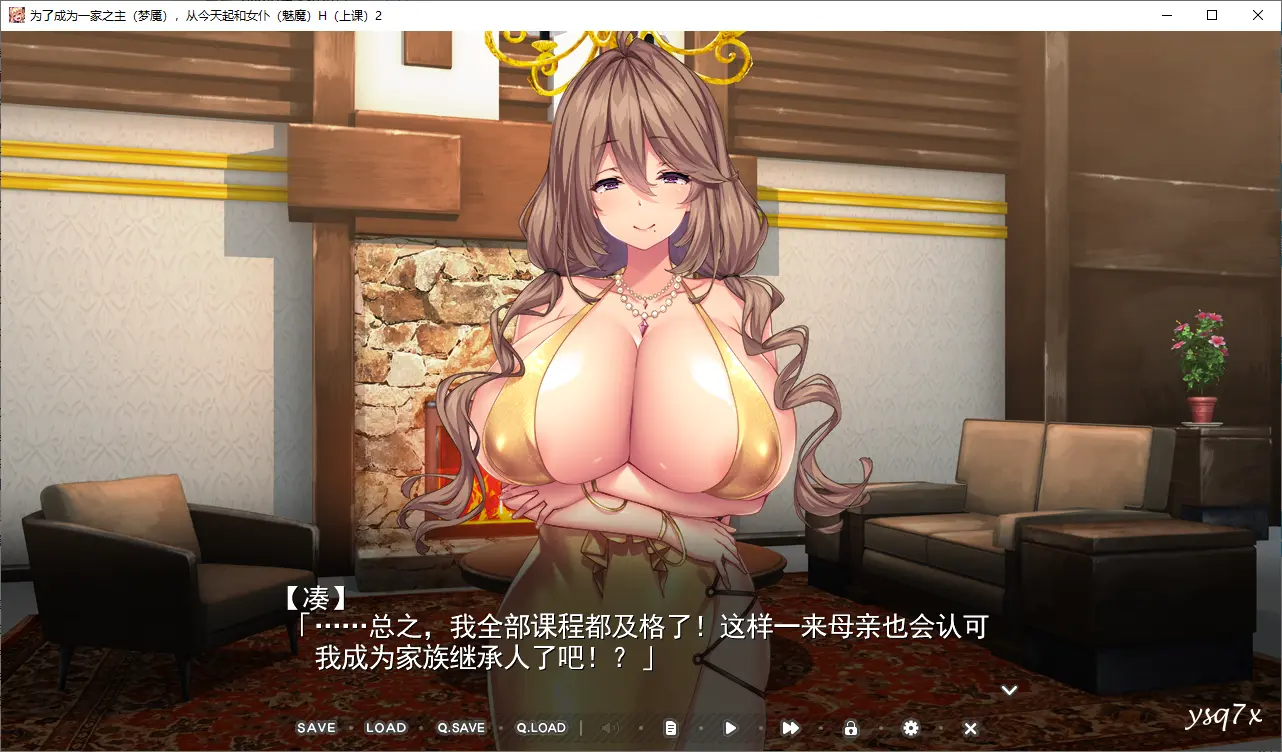 为了成为一家之主（梦魇），从今天起和女仆（魅魔）H（上课）2
【凑】
「……总之，我全部课程都及格了！这样一来母亲也会认可
我成为家族继承人了吧！？」
SAVE LOAD Q.SAVE Q.LOAD
ysq7x